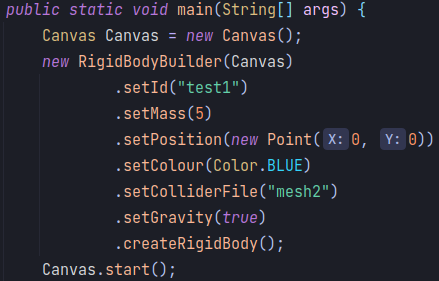 public static void main(String[] args) {
    Canvas Canvas = new Canvas();
    new RigidBodyBuilder(Canvas)
            .setId("test1")
            .setMass(5)
            .setPosition(new Point( X: 0,  Y: 0))
            .setColour(Color.BLUE)
            .setColliderFile("mesh2")
            .setGravity(true)
            .createRigidBody();
    Canvas.start();